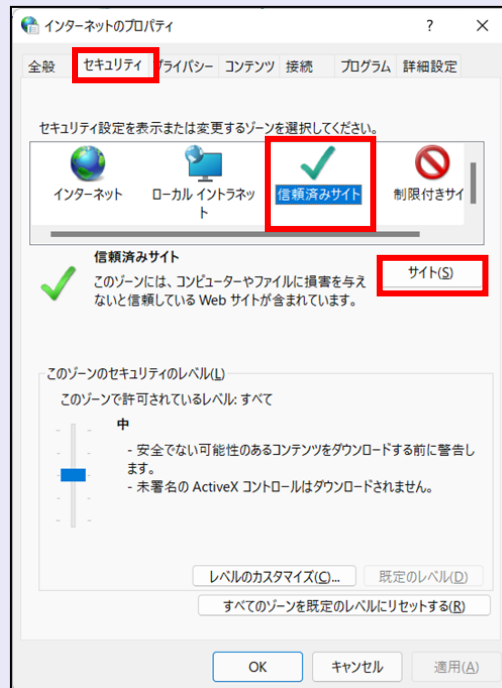 インターネットのプロパティ
?
×
全般 セキュリティ プライバシー コンテンツ 接続 プログラム 詳細設定
セキュリティ設定を表示または変更するゾーンを選択してください。
インターネット
ローカル イントラネッ
ト
信頼済みサイト
制限付きサイ
信頼済みサイト
このゾーンには、コンピューターやファイルに損害を与え
ないと信頼している Web サイトが含まれています。
サイト(S)
このゾーンのセキュリティのレベル(L)
このゾーンで許可されているレベル: すべて
中
- 安全でない可能性のあるコンテンツをダウンロードする前に警告し
ます。
- 未署名の ActiveX コントロールはダウンロードされません。
レベルのカスタマイズ(C)...
既定のレベル(D)
すべてのゾーンを既定のレベルにリセットする(R)
OK
キャンセル
適用(A)